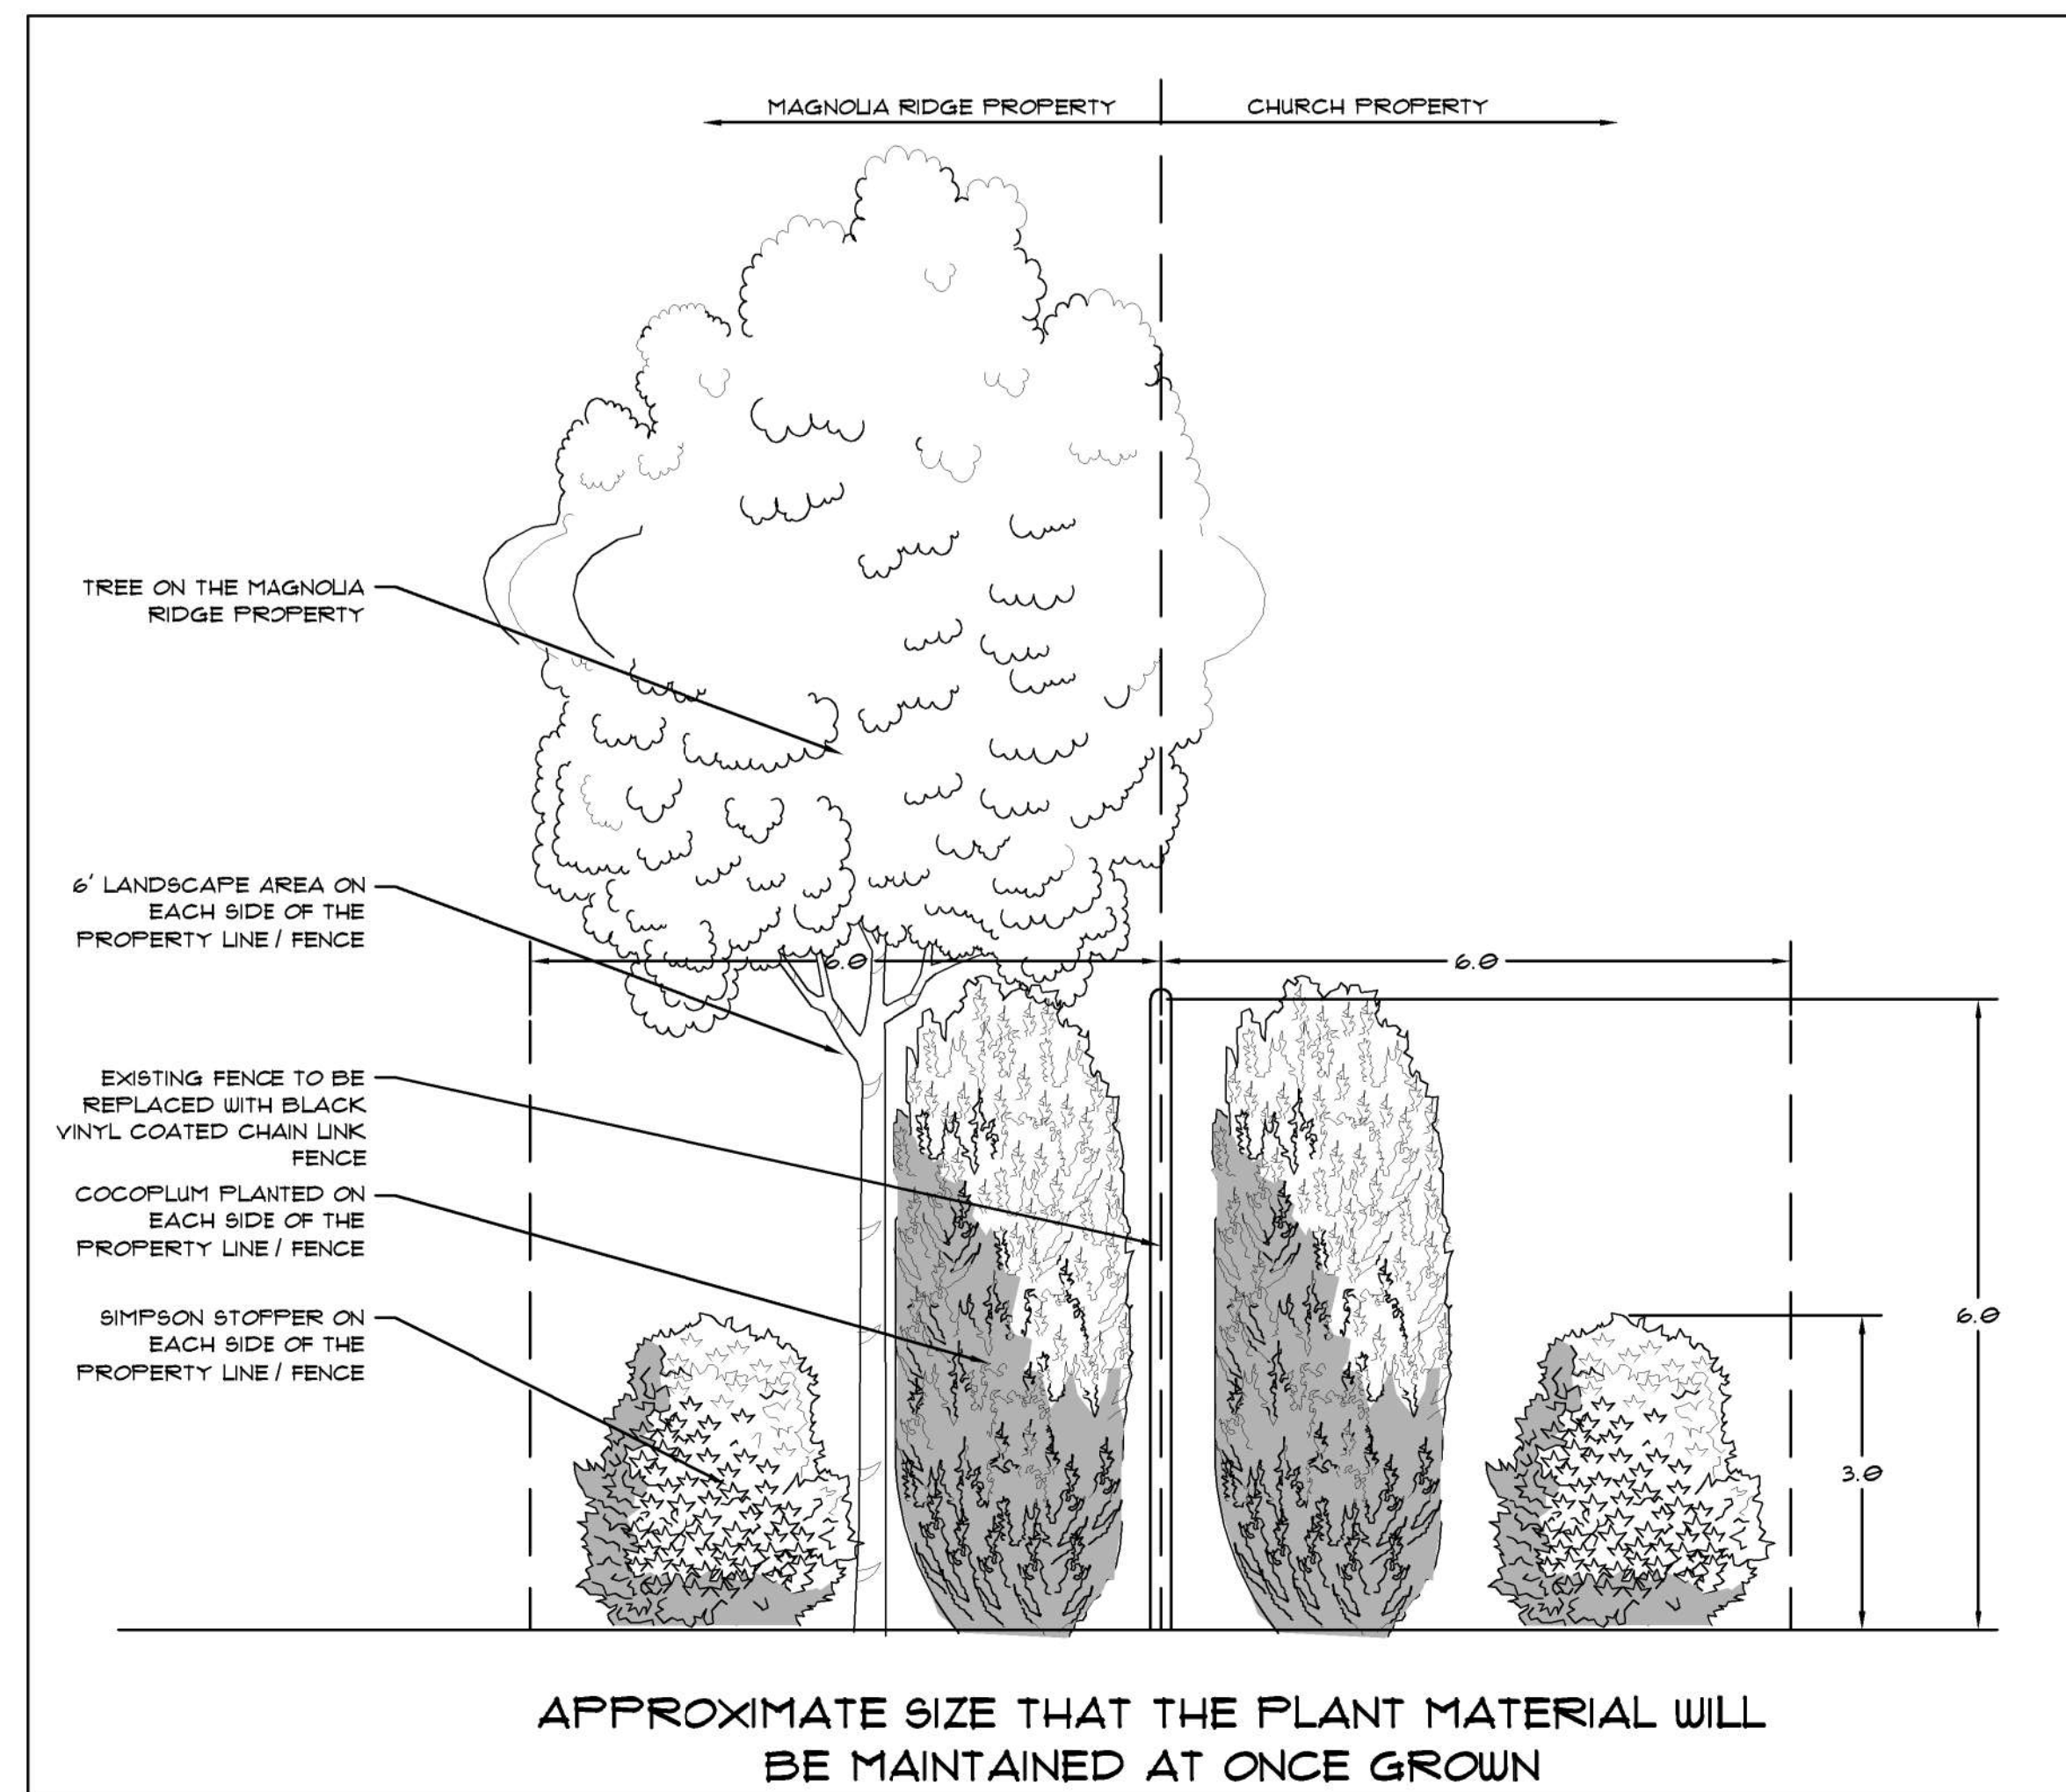 MAGNOLIA RIDGE PROPERTY
CHURCH PROPERTY
TREE ON THE MAGNOLIA
RIDGE PROPERTY
6' LANDSCAPE AREA ON
EACH SIDE OF THE
PROPERTY LINE / FENCE
6.0
6.0
EXISTING FENCE TO BE
REPLACED WITH BLACK
VINYL COATED CHAIN LINK
FENCE
COCOPLUM PLANTED ON
EACH SIDE OF THE
PROPERTY LINE / FENCE
SIMPSON STOPPER ON
EACH SIDE OF THE
PROPERTY LINE / FENCE
6.0
3.0
APPROXIMATE SIZE THAT THE PLANT MATERIAL WILL
BE MAINTAINED AT ONCE GROWN